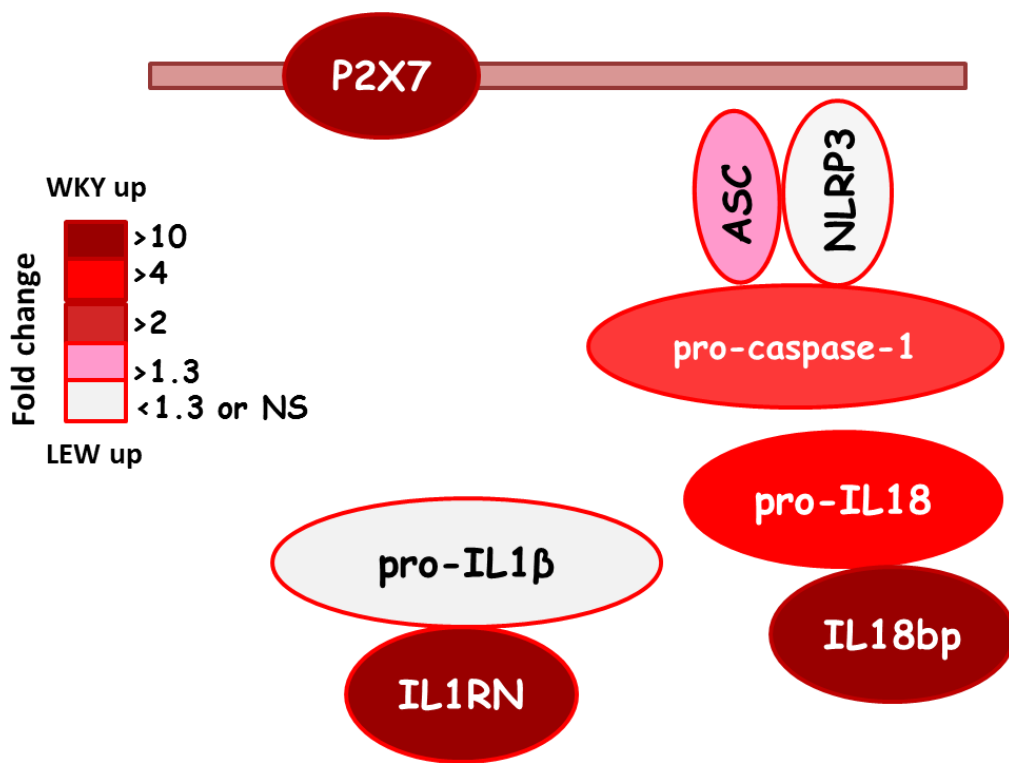 P2X7
ASC
NLRP3
WKY up
Fold change
>10
>4
>2
>1.3
<1.3 or NS
LEW up
pro-caspase-1
pro-IL18
pro-IL1β
IL18bp
IL1RN